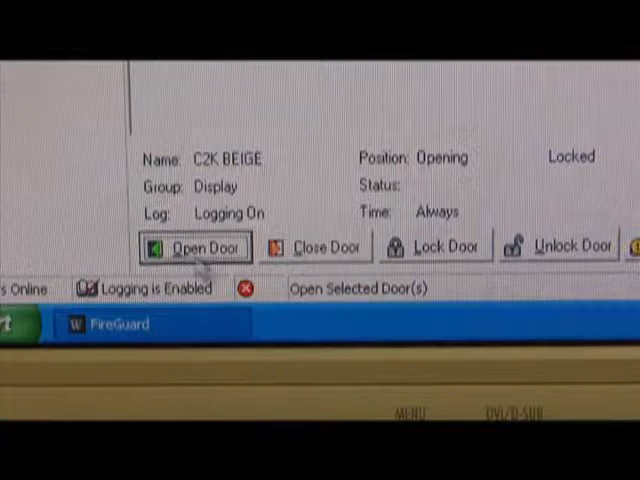 Name: C2K BEIGE Position: Opening Locked
Group: Display Status:
Log: Logging On Time: Always
Open Door Close Door Lock Door Unlock Door
s Online Logging is Enabled Open Selected Door(s)
rt W FireGuard
MENU DVI/D-SUB